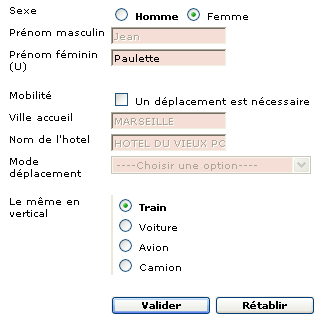 Sexe
Homme
Femme
Prénom masculin
Jean
Prénom féminin
(U)
Paulette
Mobilité
Un déplacement est nécessaire
Ville accueil
MARSEILLE
Nom de l'hotel
HOTEL DU VIEUX PO
Mode
déplacement
----Choisir une option----
Le même en
vertical
Train
Voiture
Avion
Camion
Valider
Rétablir